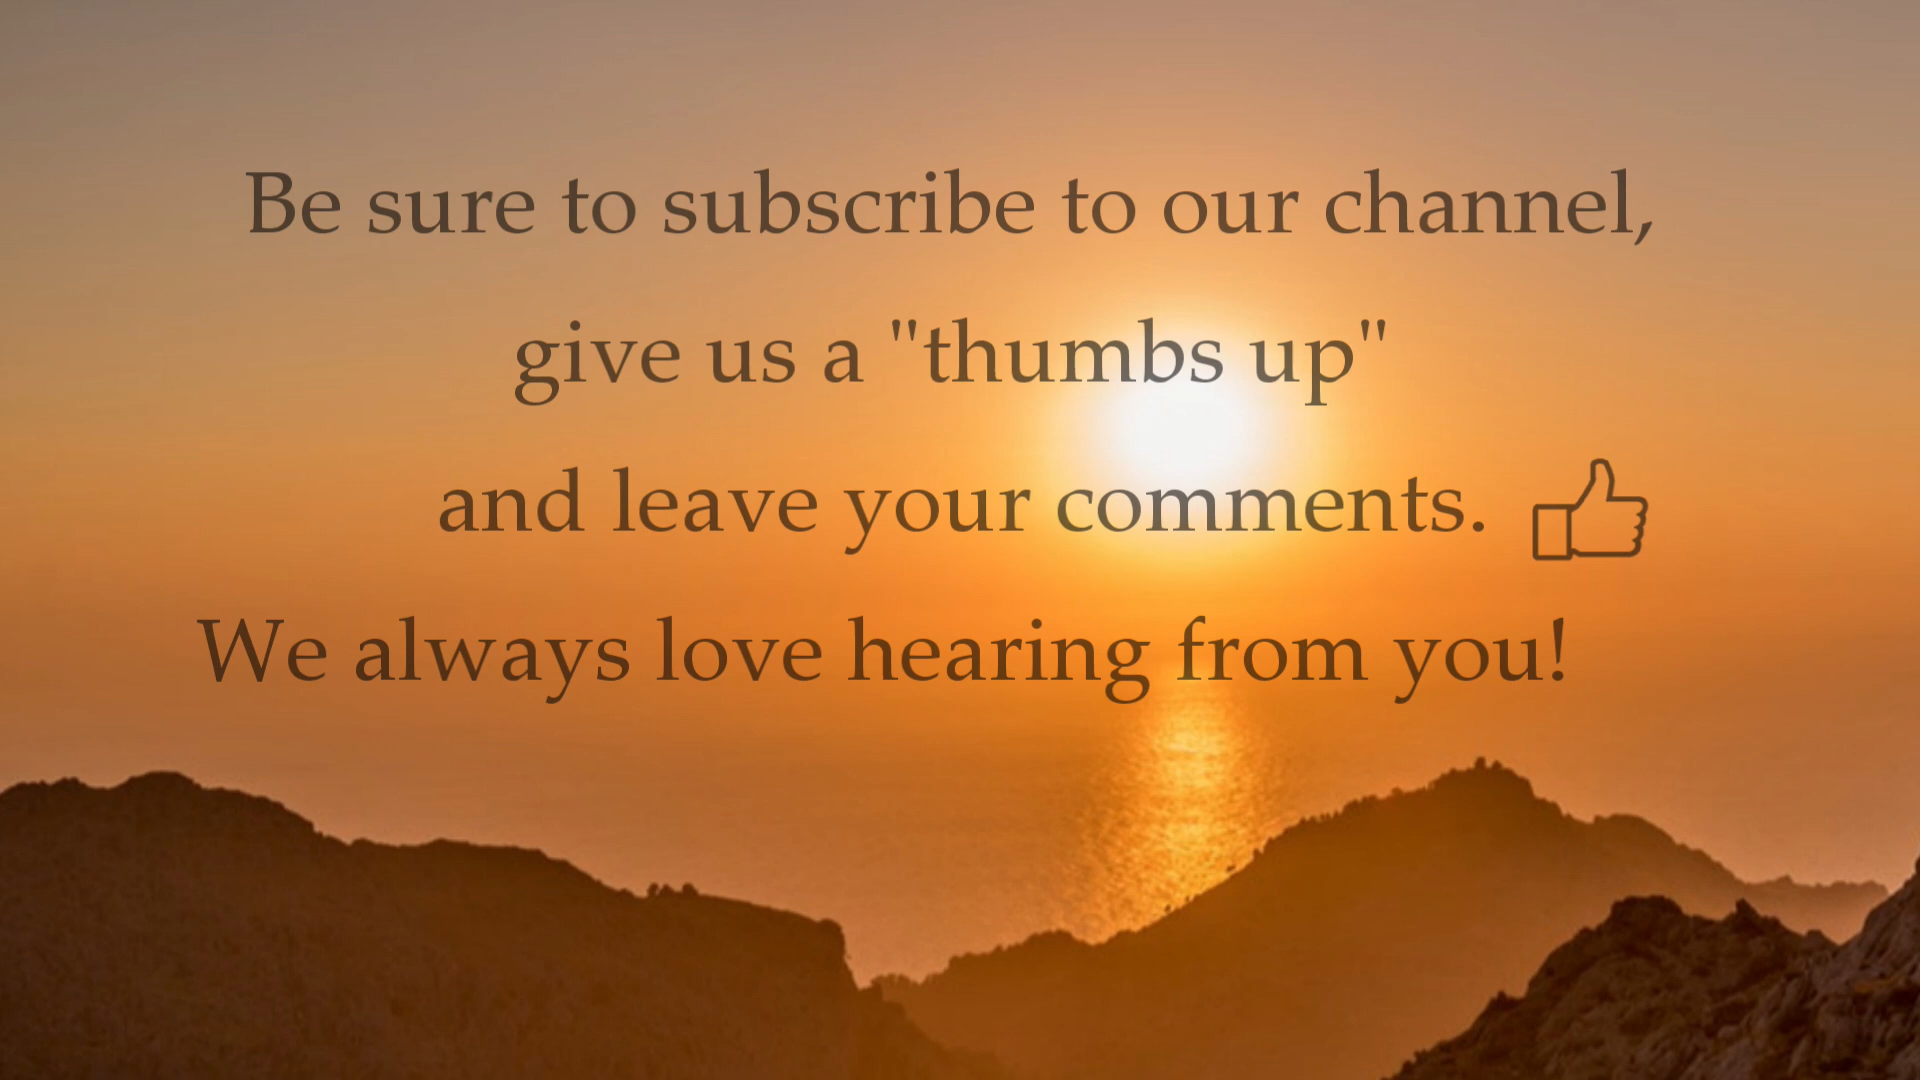 Be sure to subscribe to our channel,
give us a "thumbs up"
and leave your comments.
We always love hearing from you!